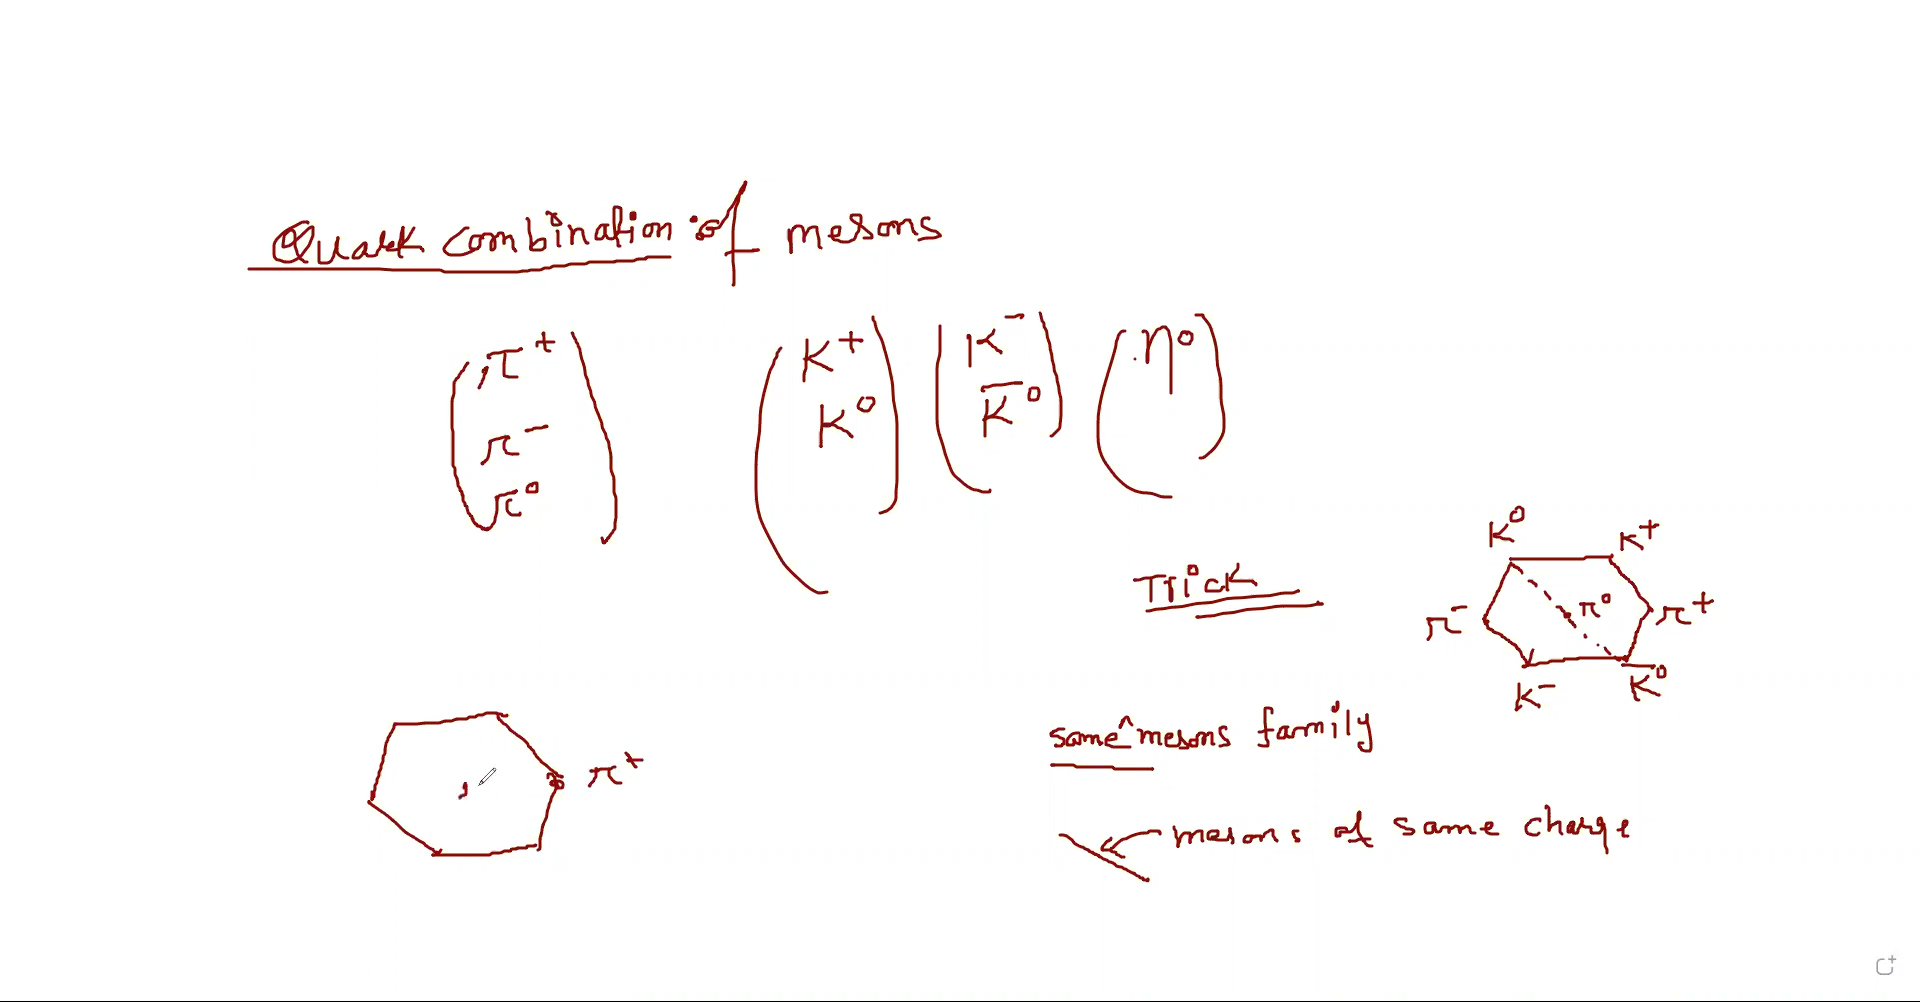 Quark combination of mesons
π+ K+ K− η0
π− K0 K̅0
π0
K0 K+
Trick
π− π0 π+
K− K̅0
same mesons family
π+
mesons of same charge